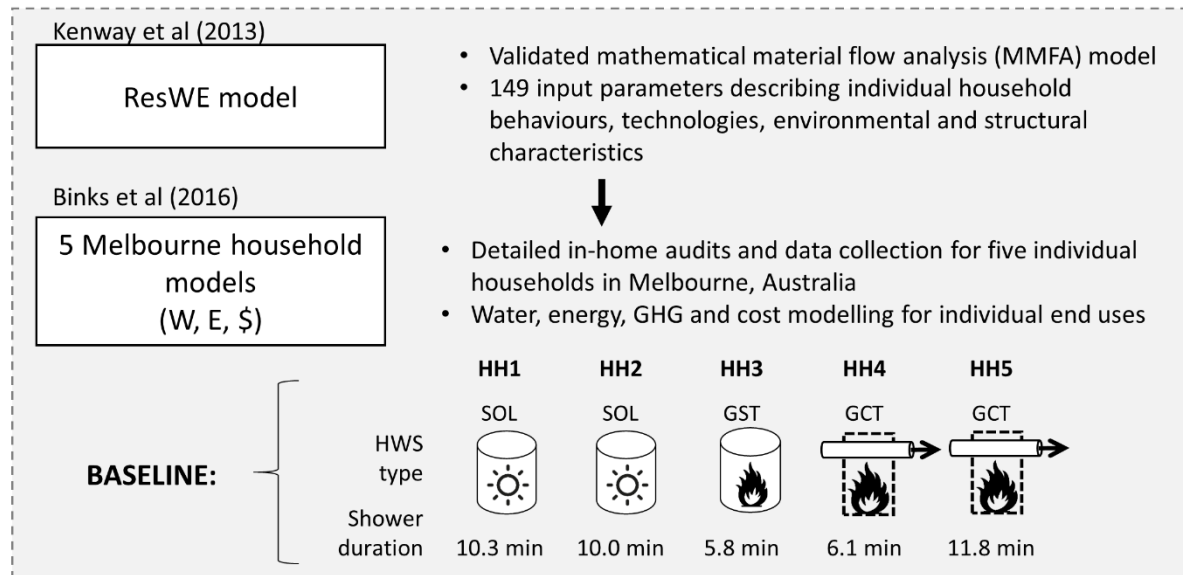 Kenway et al (2013)
ResWE model
• Validated mathematical material flow analysis (MMFA) model
• 149 input parameters describing individual household
behaviours, technologies, environmental and structural
characteristics
Binks et al (2016)
5 Melbourne household
models
(W, E, $)
• Detailed in-home audits and data collection for five individual
households in Melbourne, Australia
• Water, energy, GHG and cost modelling for individual end uses
HH1 HH2 HH3 HH4 HH5
SOL SOL GST GCT GCT
HWS
type
BASELINE:
Shower
duration
10.3 min 10.0 min 5.8 min 6.1 min 11.8 min